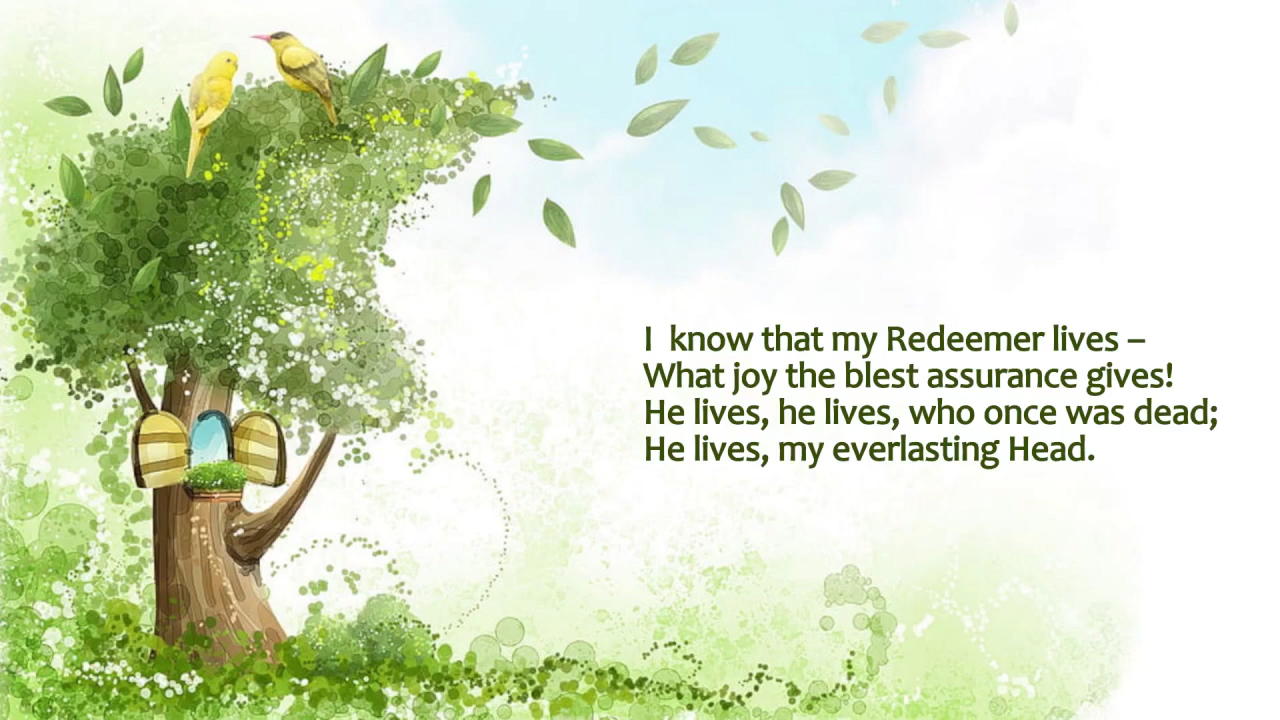 I  know that my Redeemer lives –
What joy the blest assurance gives!
He lives, he lives, who once was dead;
He lives, my everlasting Head.